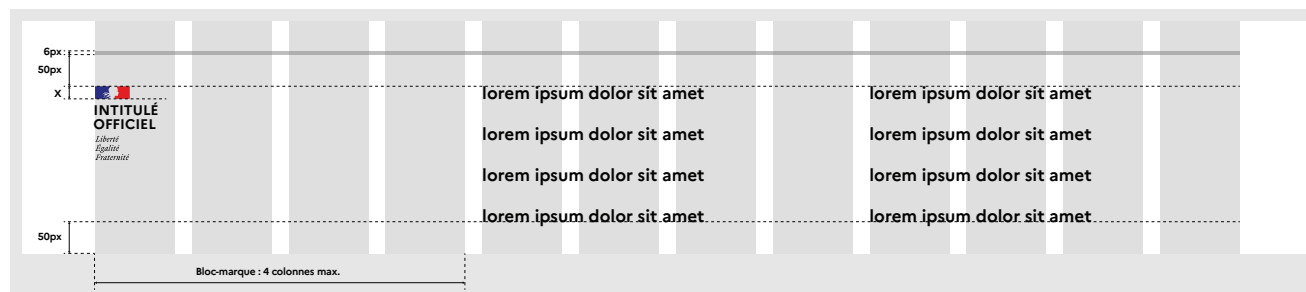 6px
50px
X
INTITULÉ
OFFICIEL
Liberté
Égalité
Fraternité
lorem ipsum dolor sit amet
lorem ipsum dolor sit amet
lorem ipsum dolor sit amet
lorem ipsum dolor sit amet
lorem ipsum dolor sit amet
lorem ipsum dolor sit amet
lorem ipsum dolor sit amet
lorem ipsum dolor sit amet
50px
Bloc-marque : 4 colonnes max.